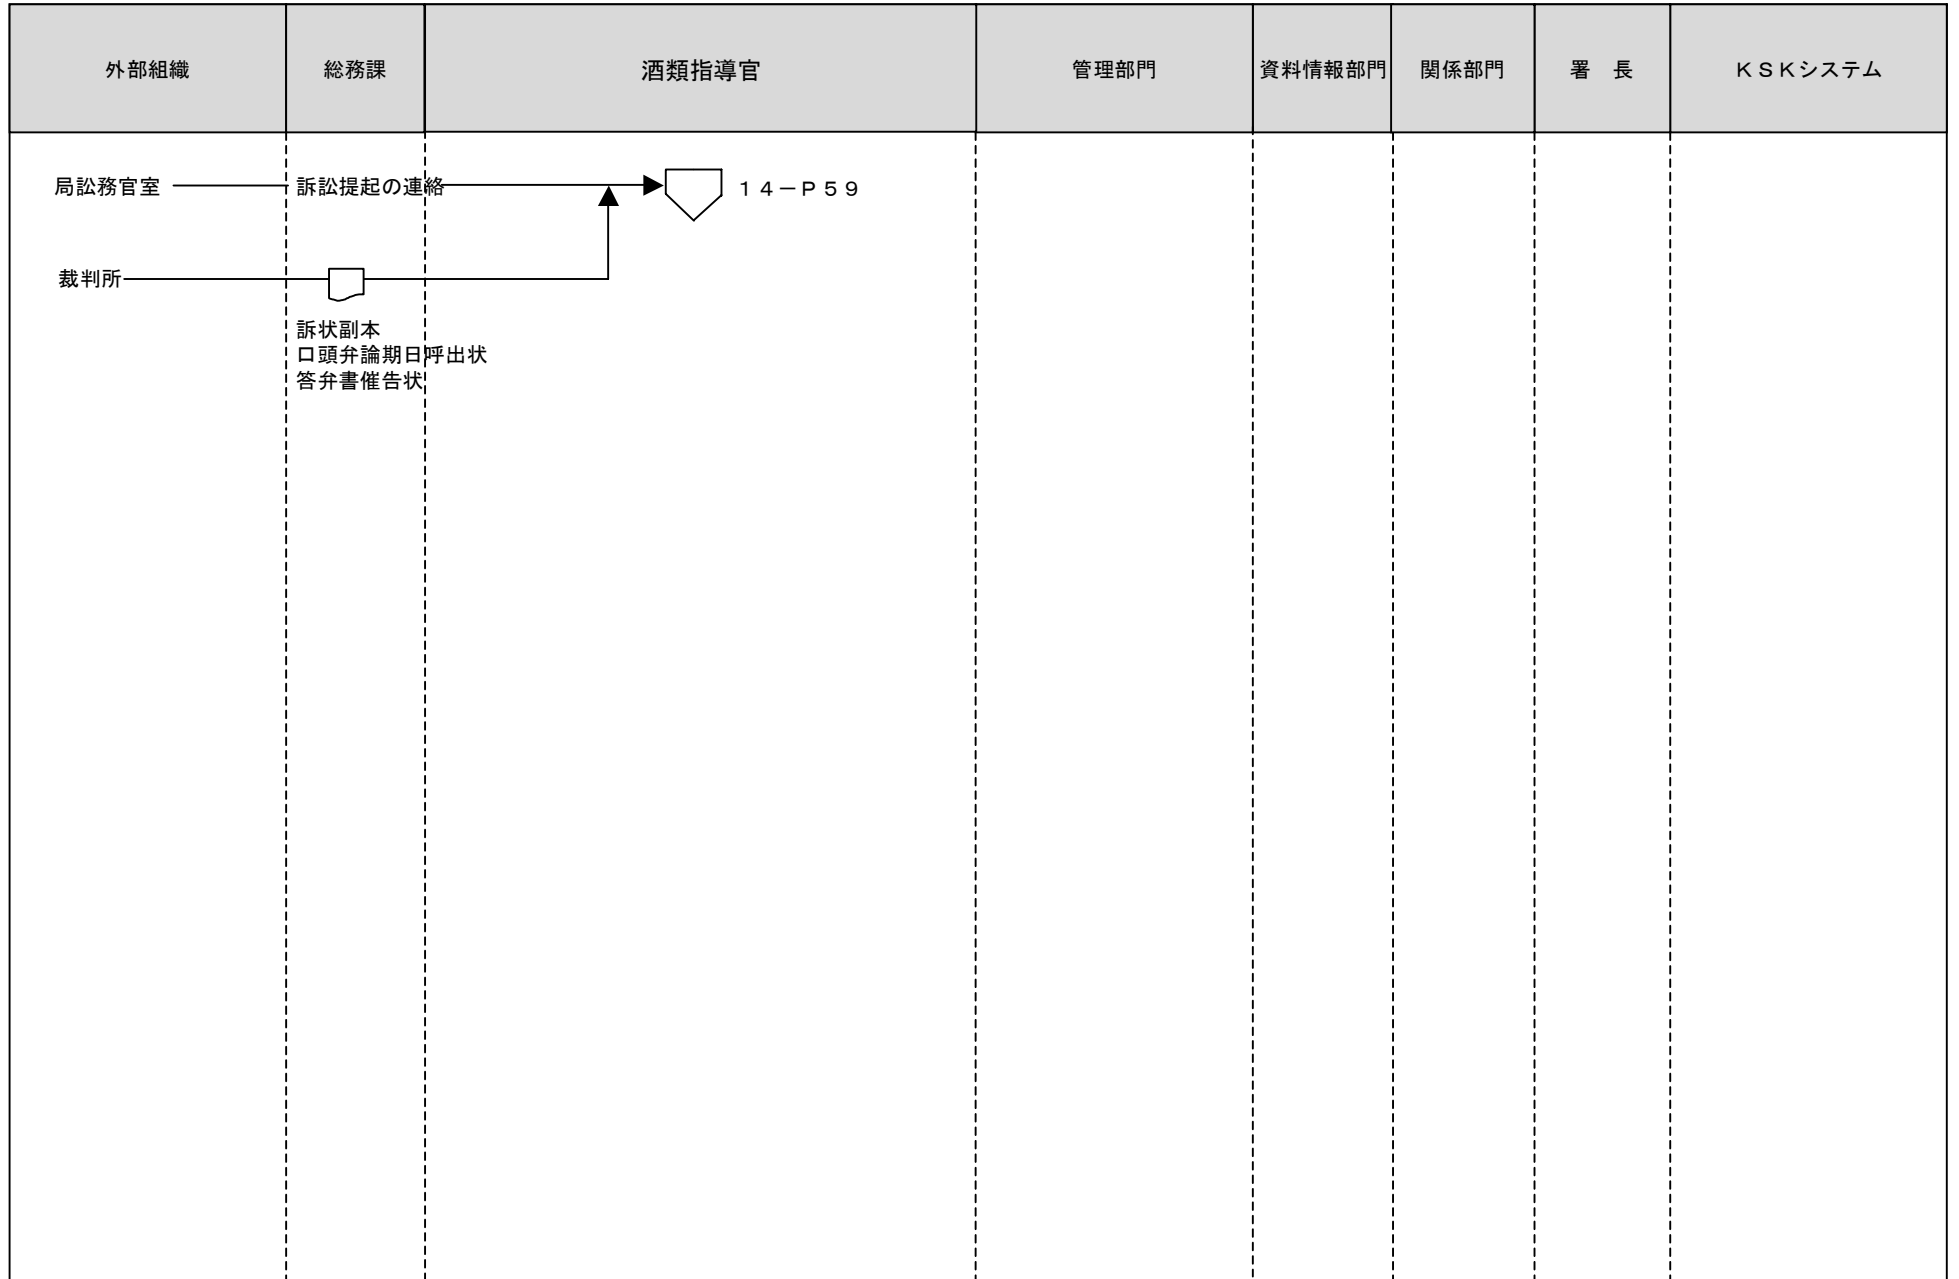 外部組織
総務課
酒類指導官
管理部門
資料情報部門
関係部門
署　長
ＫＳＫシステム
局訟務官室
訴訟提起の連絡
１４－Ｐ５９
裁判所
訴状副本
口頭弁論期日呼出状
答弁書催告状